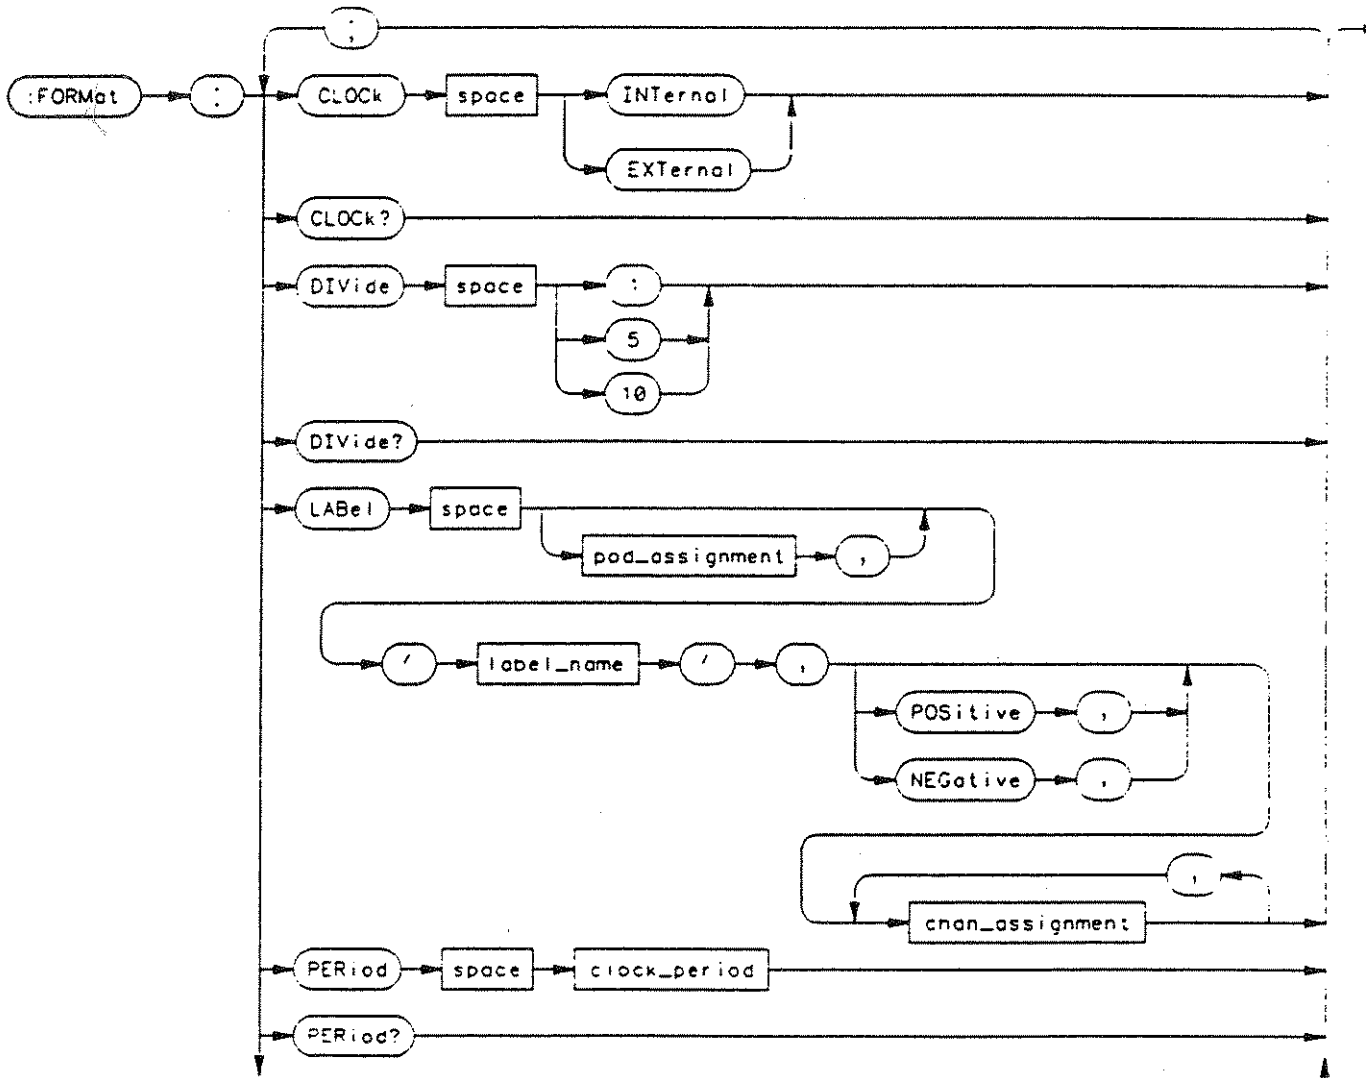 ;
:FORMat : CLOCk space INTernal
EXTernal
CLOCk?
DIVide space 1
5
10
DIVide?
LABel space
pod_assignment ,
' label_name ' ,
POSitive ,
NEGative ,
,
chan_assignment
PERiod space clock_period
PERiod?